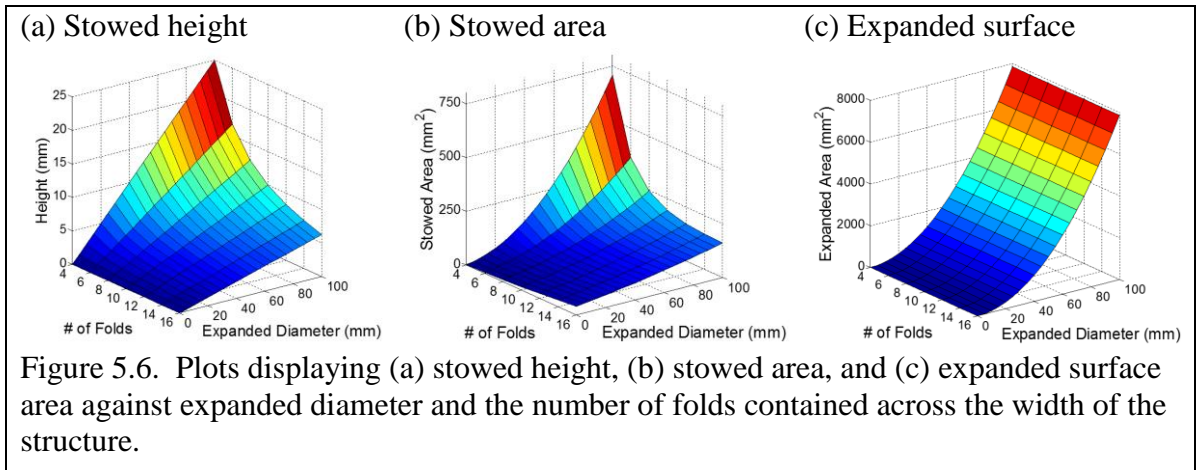 (a) Stowed height (b) Stowed area (c) Expanded surface
25
20
15
10
5
0
Height (mm)
4 6 8 10 12 14 16
# of Folds
0 20 40 60 80 100
Expanded Diameter (mm)
750
500
250
0
Stowed Area (mm²)
4 6 8 10 12 14 16
# of Folds
0 20 40 60 80 100
Expanded Diameter (mm)
8000
6000
4000
2000
0
Expanded Area (mm²)
4 6 8 10 12 14 16
# of Folds
0 20 40 60 80 100
Expanded Diameter (mm)
Figure 5.6.  Plots displaying (a) stowed height, (b) stowed area, and (c) expanded surface
area against expanded diameter and the number of folds contained across the width of the
structure.